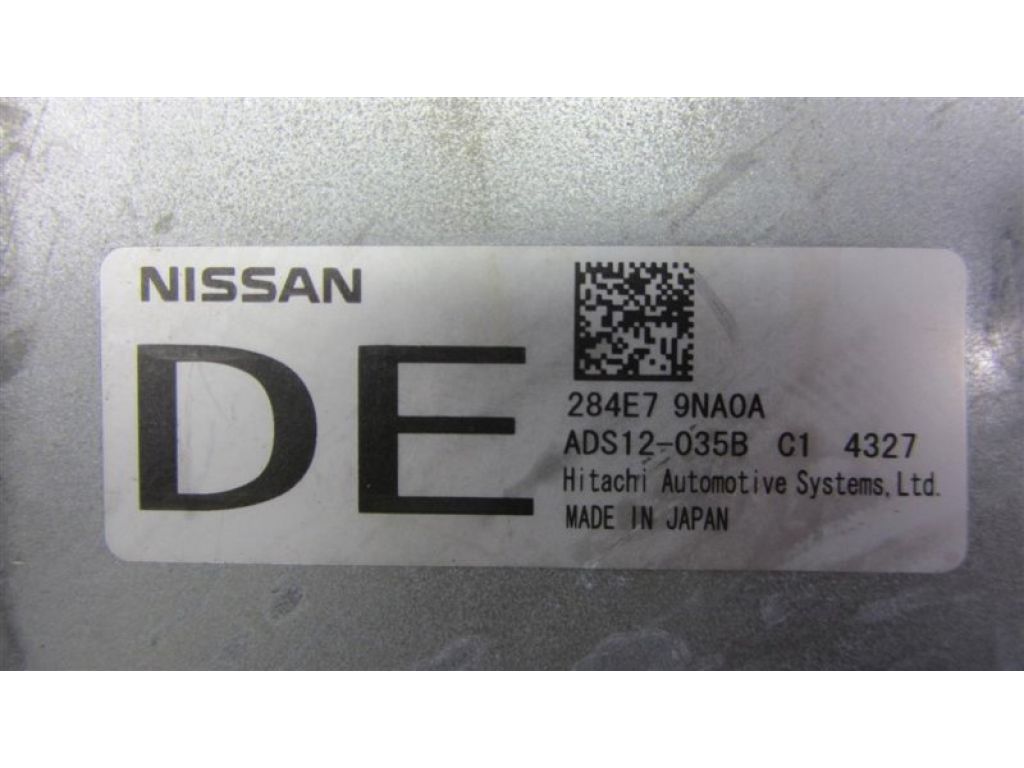 NISSAN
DE
284E7 9NA0A
ADS12-035B C1 4327
Hitachi Automotive Systems, Ltd.
MADE IN JAPAN